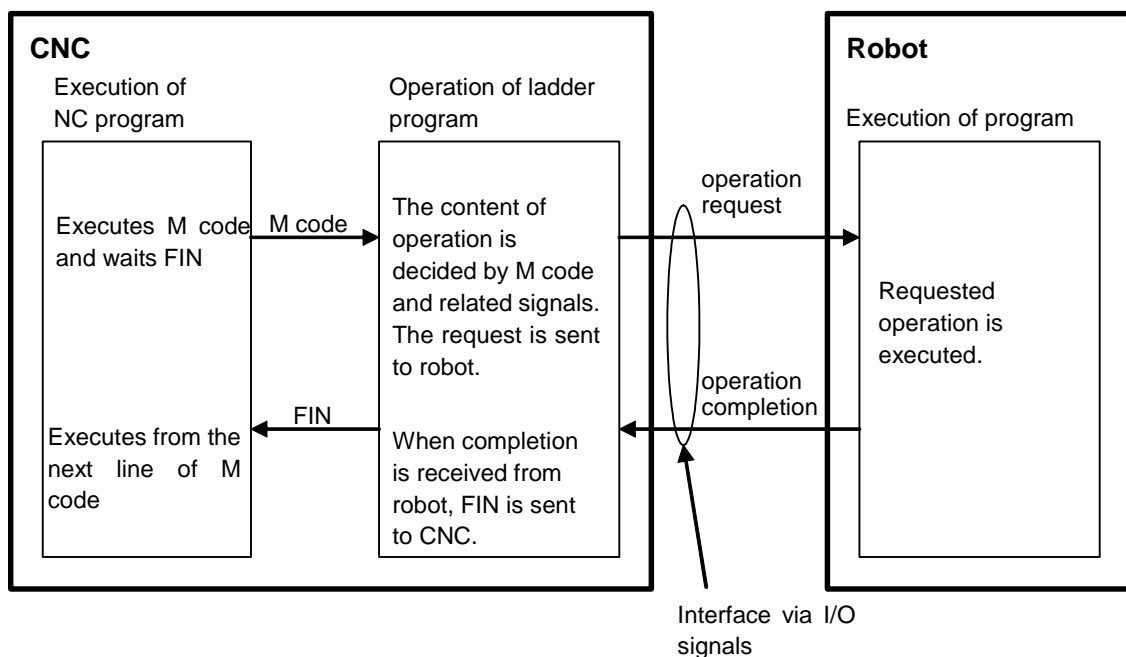 CNC
Execution of
NC program
Operation of ladder
program
Executes M code
and waits FIN
M code
The content of
operation is
decided by M code
and related signals.
The request is sent
to robot.
FIN
Executes from the
next line of M
code
When completion
is received from
robot, FIN is sent
to CNC.
operation
request
operation
completion
Interface via I/O
signals
Robot
Execution of program
Requested
operation is
executed.